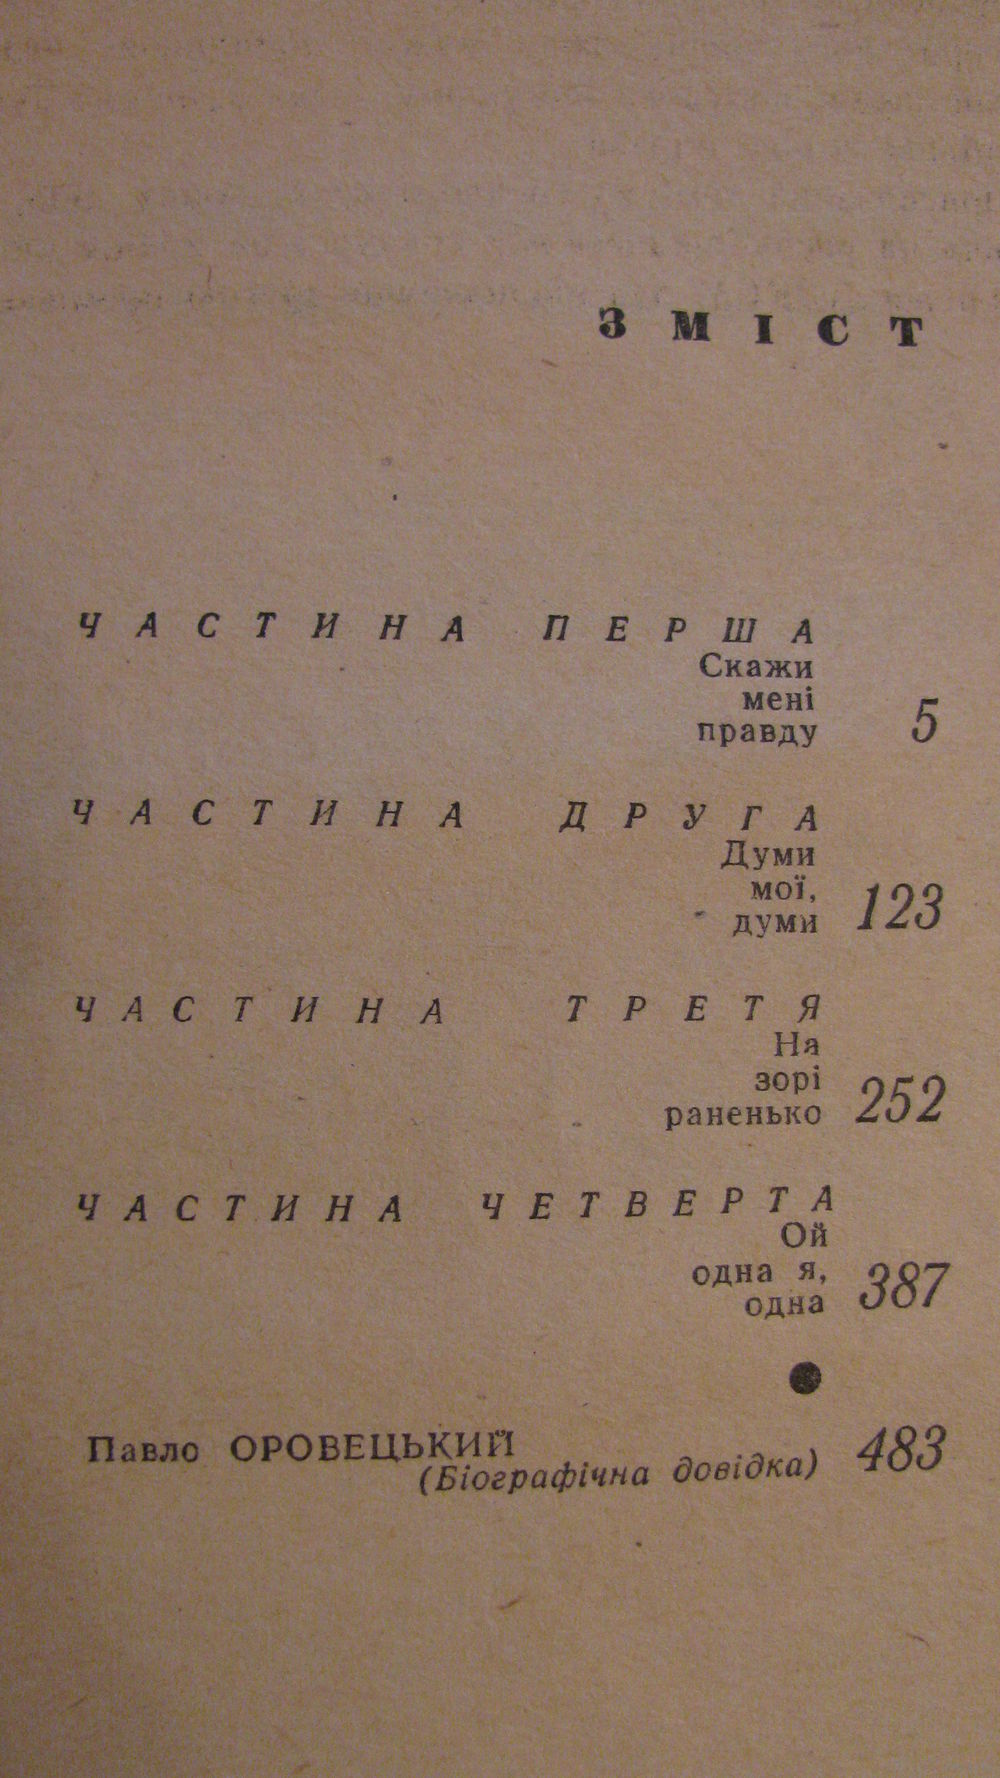 ЗМІСТ
ЧАСТИНА ПЕРША
Скажи
мені
правду 5
ЧАСТИНА ДРУГА
Думи
мої,
думи 123
ЧАСТИНА ТРЕТЯ
На
зорі
раненько 252
ЧАСТИНА ЧЕТВЕРТА
Ой
одна я,
одна 387
Павло ОРОВЕЦЬКИЙ
(Біографічна довідка) 483